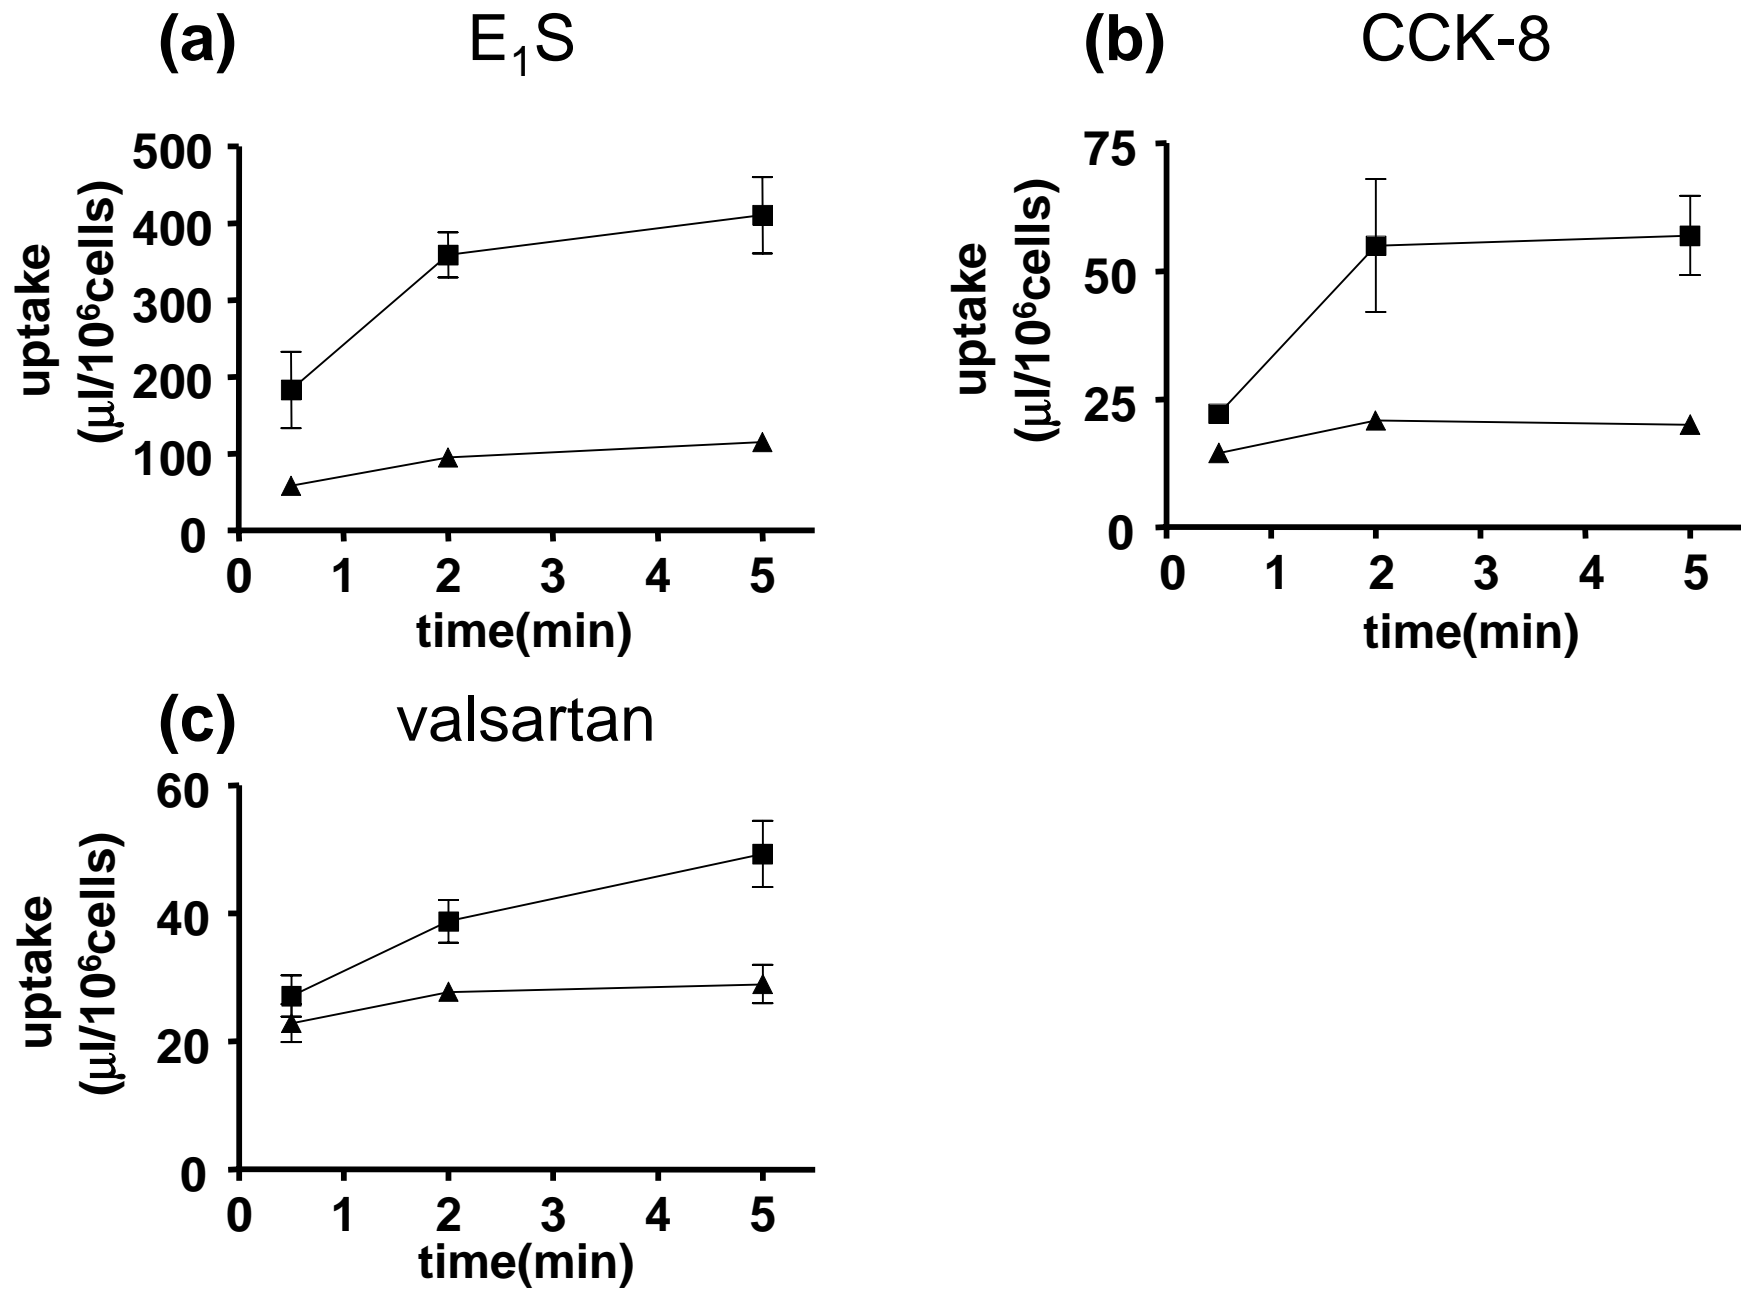 (a) E₁S
500
400
300
200
100
0
0 1 2 3 4 5
time(min)
uptake
(μl/10⁶cells)
(b) CCK-8
75
50
25
0
0 1 2 3 4 5
time(min)
uptake
(μl/10⁶cells)
(c) valsartan
60
40
20
0
0 1 2 3 4 5
time(min)
uptake
(μl/10⁶cells)